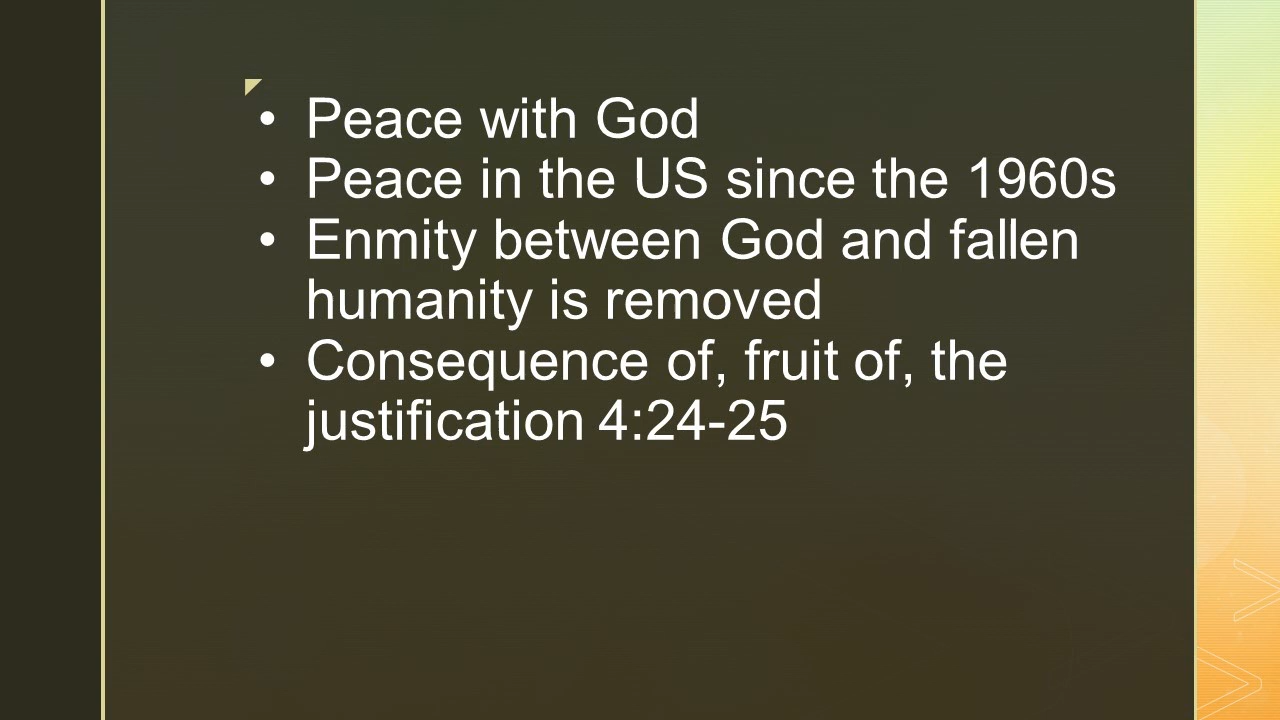 • Peace with God
• Peace in the US since the 1960s
• Enmity between God and fallen
humanity is removed
• Consequence of, fruit of, the
justification 4:24-25